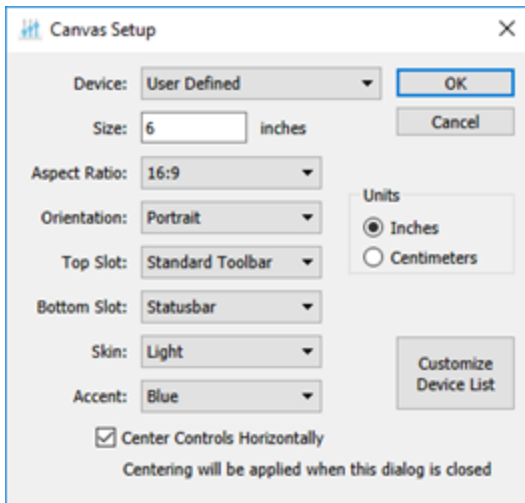 Canvas Setup
Device: User Defined OK
Size: 6 inches Cancel
Aspect Ratio: 16:9
Units
Orientation: Portrait Inches
Top Slot: Standard Toolbar Centimeters
Bottom Slot: Statusbar
Skin: Light
Customize
Device List
Accent: Blue
Center Controls Horizontally
Centering will be applied when this dialog is closed